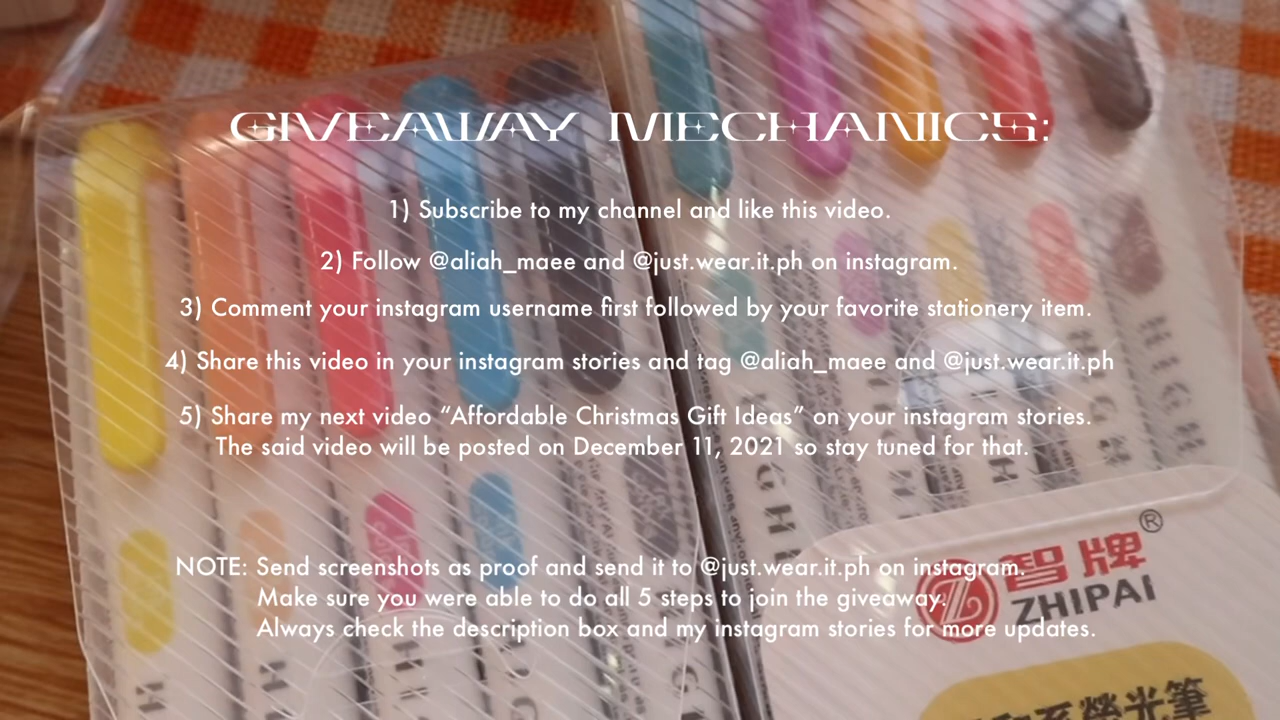 GIVEAWAY MECHANICS:
1) Subscribe to my channel and like this video.
2) Follow @aliah_maee and @just.wear.it.ph on instagram.
3) Comment your instagram username first followed by your favorite stationery item.
4) Share this video in your instagram stories and tag @aliah_maee and @just.wear.it.ph
5) Share my next video “Affordable Christmas Gift Ideas” on your instagram stories.
The said video will be posted on December 11, 2021 so stay tuned for that.
NOTE: Send screenshots as proof and send it to @just.wear.it.ph on instagram.
Make sure you were able to do all 5 steps to join the giveaway.
Always check the description box and my instagram stories for more updates.
智牌®
ZHIPAI
系熒光筆